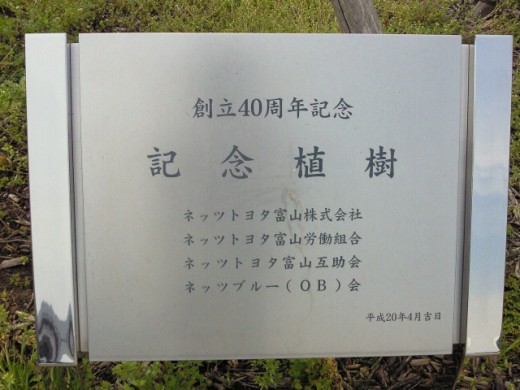 創立40周年記念
記念植樹
ネッツトヨタ富山株式会社
ネッツトヨタ富山労働組合
ネッツトヨタ富山互助会
ネッツブルー(OB)会
平成20年4月吉日